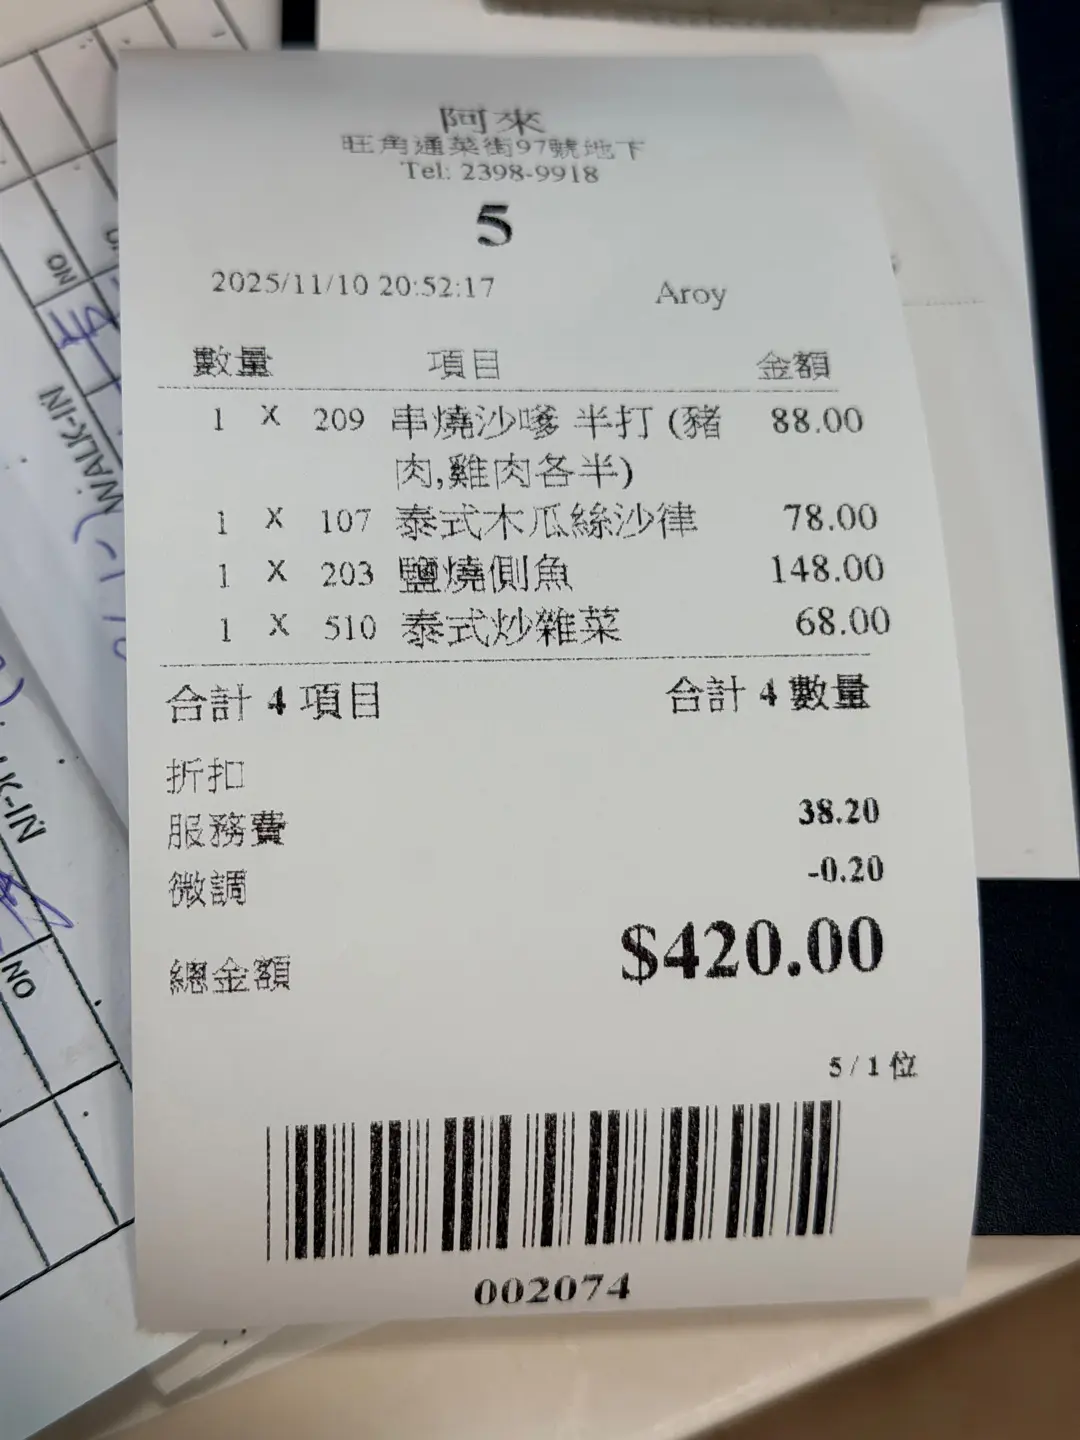 阿來
旺角通菜街97號地下
Tel: 2398-9918
5
2025/11/10 20:52:17 Aroy
數量 項目 金額
1 X 209 串燒沙嗲 半打 (豬 88.00
肉,雞肉各半)
1 X 107 泰式木瓜絲沙律 78.00
1 X 203 鹽燒側魚 148.00
1 X 510 泰式炒雜菜 68.00
合計 4 項目 合計 4 數量
折扣
服務費 38.20
微調 -0.20
總金額 $420.00
5 / 1 位
002074
NO
WALK-IN
LK-IN
NO